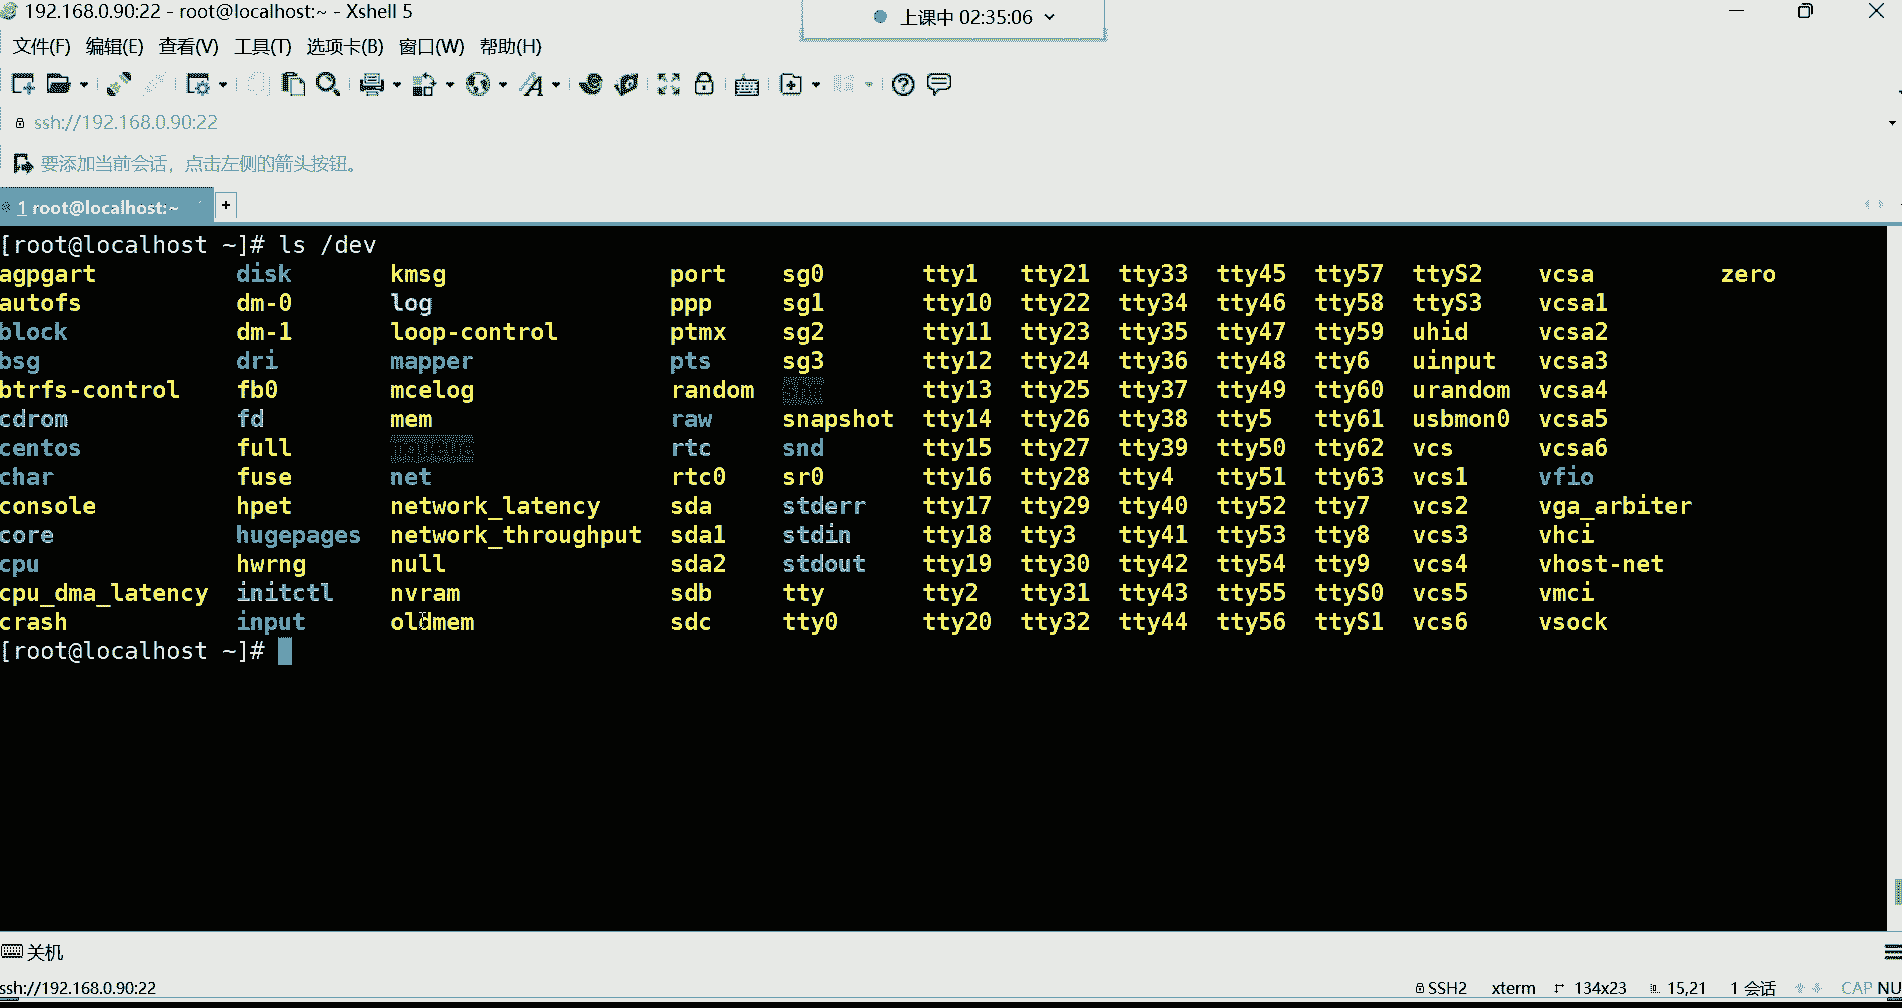 192.168.0.90:22 - root@localhost:~ - Xshell 5
上课中 02:35:06
文件(F) 编辑(E) 查看(V) 工具(T) 选项卡(B) 窗口(W) 帮助(H)
ssh://192.168.0.90:22
要添加当前会话，点击左侧的箭头按钮。
1 root@localhost:~ +
[root@localhost ~]# ls /dev
agpgart disk kmsg port sg0 tty1 tty21 tty33 tty45 tty57 ttyS2 vcsa zero
autofs dm-0 log ppp sg1 tty10 tty22 tty34 tty46 tty58 ttyS3 vcsa1
block dm-1 loop-control ptmx sg2 tty11 tty23 tty35 tty47 tty59 uhid vcsa2
bsg dri mapper pts sg3 tty12 tty24 tty36 tty48 tty6 uinput vcsa3
btrfs-control fb0 mcelog random tty13 tty25 tty37 tty49 tty60 urandom vcsa4
cdrom fd mem raw snapshot tty14 tty26 tty38 tty5 tty61 usbmon0 vcsa5
centos full rtc snd tty15 tty27 tty39 tty50 tty62 vcs vcsa6
char fuse net rtc0 sr0 tty16 tty28 tty4 tty51 tty63 vcs1 vfio
console hpet network_latency sda stderr tty17 tty29 tty40 tty52 tty7 vcs2 vga_arbiter
core hugepages network_throughput sda1 stdin tty18 tty3 tty41 tty53 tty8 vcs3 vhci
cpu hwrng null sda2 stdout tty19 tty30 tty42 tty54 tty9 vcs4 vhost-net
cpu_dma_latency initctl nvram sdb tty tty2 tty31 tty43 tty55 ttyS0 vcs5 vmci
crash input oldmem sdc tty0 tty20 tty32 tty44 tty56 ttyS1 vcs6 vsock
[root@localhost ~]#
关机
ssh://192.168.0.90:22 SSH2 xterm 134x23 15,21 1 会话 CAP NU